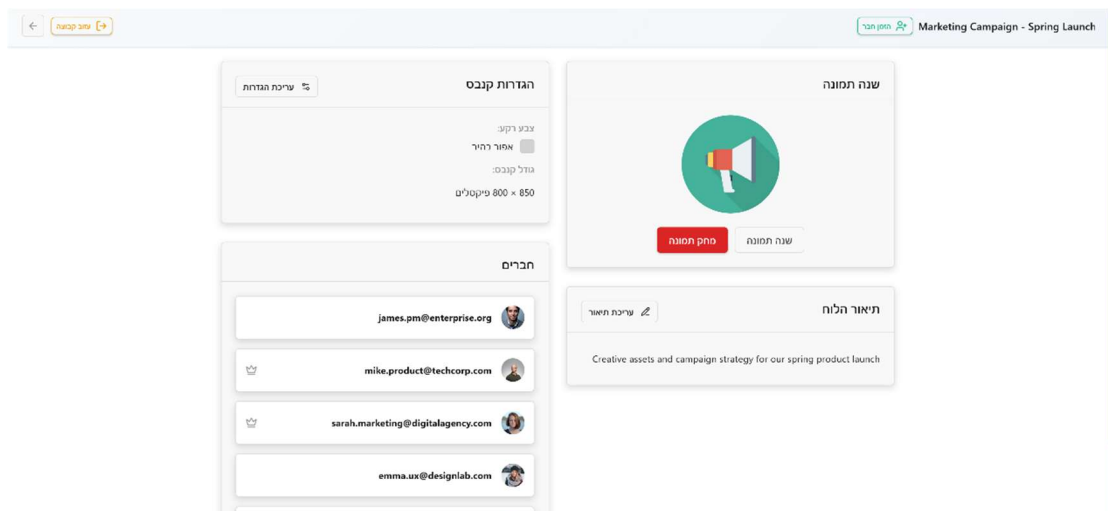 Marketing Campaign - Spring Launch
הזמן חבר
עזוב קבוצה
שנה תמונה
שנה תמונה
מחק תמונה
תיאור הלוח
עריכת תיאור
Creative assets and campaign strategy for our spring product launch
הגדרות קנבס
עריכת הגדרות
צבע רקע:
אפור בהיר
גודל קנבס:
850 × 800 פיקסלים
חברים
james.pm@enterprise.org
mike.product@techcorp.com
sarah.marketing@digitalagency.com
emma.ux@designlab.com